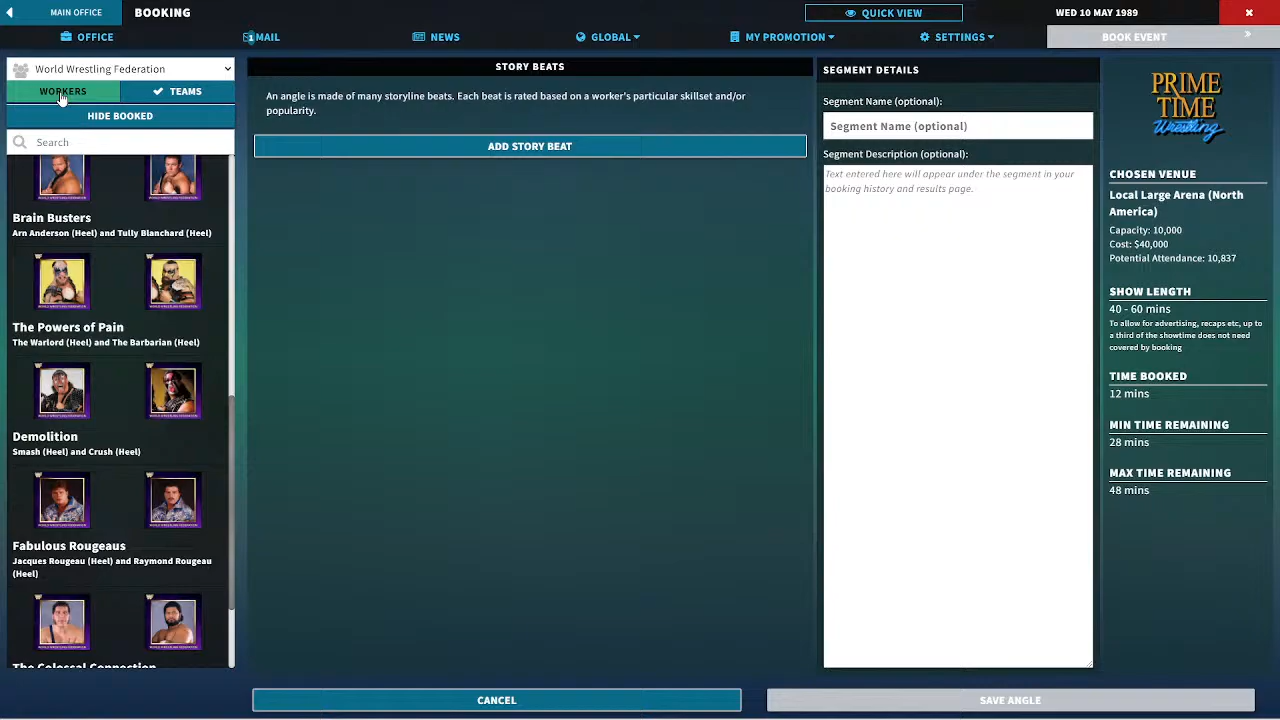 MAIN OFFICE
BOOKING
QUICK VIEW
WED 10 MAY 1989
OFFICE
EMAIL
NEWS
GLOBAL
MY PROMOTION
SETTINGS
BOOK EVENT
World Wrestling Federation
WORKERS
TEAMS
HIDE BOOKED
Search
Brain Busters
Arn Anderson (Heel) and Tully Blanchard (Heel)
The Powers of Pain
The Warlord (Heel) and The Barbarian (Heel)
Demolition
Smash (Heel) and Crush (Heel)
Fabulous Rougeaus
Jacques Rougeau (Heel) and Raymond Rougeau
(Heel)
The Colossal Connection
STORY BEATS
An angle is made of many storyline beats. Each beat is rated based on a worker's particular skillset and/or
popularity.
ADD STORY BEAT
SEGMENT DETAILS
Segment Name (optional):
Segment Name (optional)
Segment Description (optional):
Text entered here will appear under the segment in your
booking history and results page.
PRIME
TIME
Wrestling
CHOSEN VENUE
Local Large Arena (North
America)
Capacity: 10,000
Cost: $40,000
Potential Attendance: 10,837
SHOW LENGTH
40 - 60 mins
To allow for advertising, recaps etc, up to
a third of the showtime does not need
covered by booking
TIME BOOKED
12 mins
MIN TIME REMAINING
28 mins
MAX TIME REMAINING
48 mins
CANCEL
SAVE ANGLE